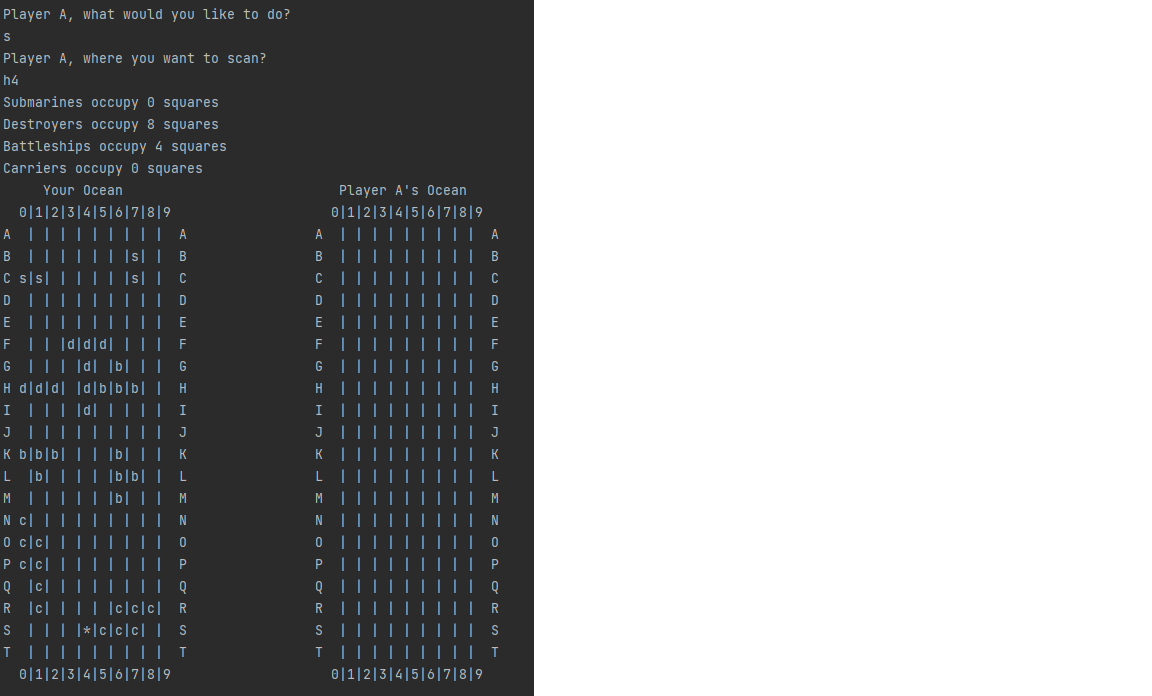 Player A, what would you like to do?
s
Player A, where you want to scan?
h4
Submarines occupy 0 squares
Destroyers occupy 8 squares
Battleships occupy 4 squares
Carriers occupy 0 squares
     Your Ocean                           Player A's Ocean
  0|1|2|3|4|5|6|7|8|9                    0|1|2|3|4|5|6|7|8|9
A  | | | | | | | | |  A                A  | | | | | | | | |  A
B  | | | | | | |s| |  B                B  | | | | | | | | |  B
C s|s| | | | | |s| |  C                C  | | | | | | | | |  C
D  | | | | | | | | |  D                D  | | | | | | | | |  D
E  | | | | | | | | |  E                E  | | | | | | | | |  E
F  | | |d|d|d| | | |  F                F  | | | | | | | | |  F
G  | | | |d| |b| | |  G                G  | | | | | | | | |  G
H d|d|d| |d|b|b|b| |  H                H  | | | | | | | | |  H
I  | | | |d| | | | |  I                I  | | | | | | | | |  I
J  | | | | | | | | |  J                J  | | | | | | | | |  J
K b|b|b| | | |b| | |  K                K  | | | | | | | | |  K
L  |b| | | | |b|b| |  L                L  | | | | | | | | |  L
M  | | | | | |b| | |  M                M  | | | | | | | | |  M
N c| | | | | | | | |  N                N  | | | | | | | | |  N
O c|c| | | | | | | |  O                O  | | | | | | | | |  O
P c|c| | | | | | | |  P                P  | | | | | | | | |  P
Q  |c| | | | | | | |  Q                Q  | | | | | | | | |  Q
R  |c| | | | |c|c|c|  R                R  | | | | | | | | |  R
S  | | | |*|c|c|c| |  S                S  | | | | | | | | |  S
T  | | | | | | | | |  T                T  | | | | | | | | |  T
  0|1|2|3|4|5|6|7|8|9                    0|1|2|3|4|5|6|7|8|9